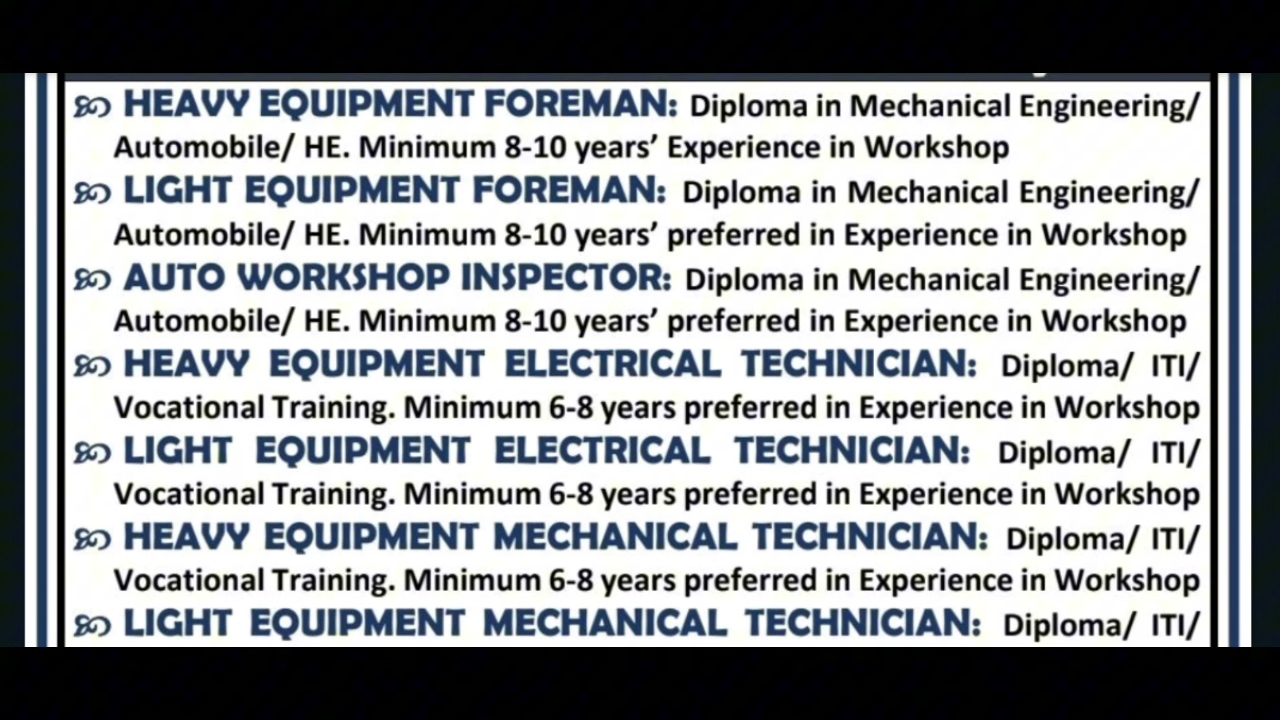 HEAVY EQUIPMENT FOREMAN: Diploma in Mechanical Engineering/
Automobile/ HE. Minimum 8-10 years’ Experience in Workshop
LIGHT EQUIPMENT FOREMAN: Diploma in Mechanical Engineering/
Automobile/ HE. Minimum 8-10 years’ preferred in Experience in Workshop
AUTO WORKSHOP INSPECTOR: Diploma in Mechanical Engineering/
Automobile/ HE. Minimum 8-10 years’ preferred in Experience in Workshop
HEAVY EQUIPMENT ELECTRICAL TECHNICIAN: Diploma/ ITI/
Vocational Training. Minimum 6-8 years preferred in Experience in Workshop
LIGHT EQUIPMENT ELECTRICAL TECHNICIAN: Diploma/ ITI/
Vocational Training. Minimum 6-8 years preferred in Experience in Workshop
HEAVY EQUIPMENT MECHANICAL TECHNICIAN: Diploma/ ITI/
Vocational Training. Minimum 6-8 years preferred in Experience in Workshop
LIGHT EQUIPMENT MECHANICAL TECHNICIAN: Diploma/ ITI/